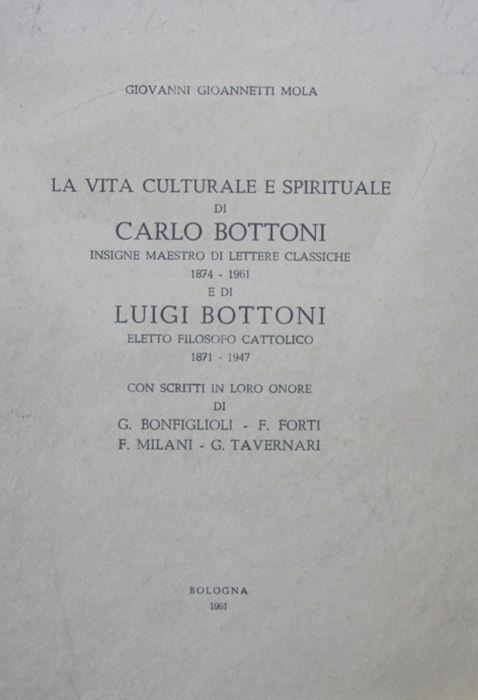 GIOVANNI GIOANNETTI MOLA
LA VITA CULTURALE E SPIRITUALE
DI
CARLO BOTTONI
INSIGNE MAESTRO DI LETTERE CLASSICHE
1874 - 1961
E DI
LUIGI BOTTONI
ELETTO FILOSOFO CATTOLICO
1871 - 1947
CON SCRITTI IN LORO ONORE
DI
G. BONFIGLIOLI - F. FORTI
F. MILANI - G. TAVERNARI
BOLOGNA
1961